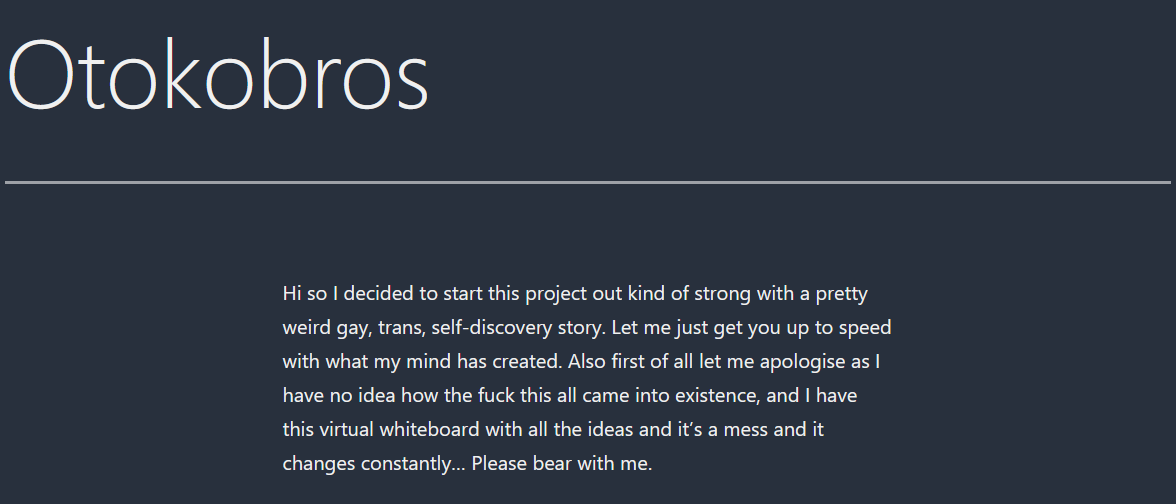 Otokobros
Hi so I decided to start this project out kind of strong with a pretty
weird gay, trans, self-discovery story. Let me just get you up to speed
with what my mind has created. Also first of all let me apologise as I
have no idea how the fuck this all came into existence, and I have
this virtual whiteboard with all the ideas and it’s a mess and it
changes constantly… Please bear with me.